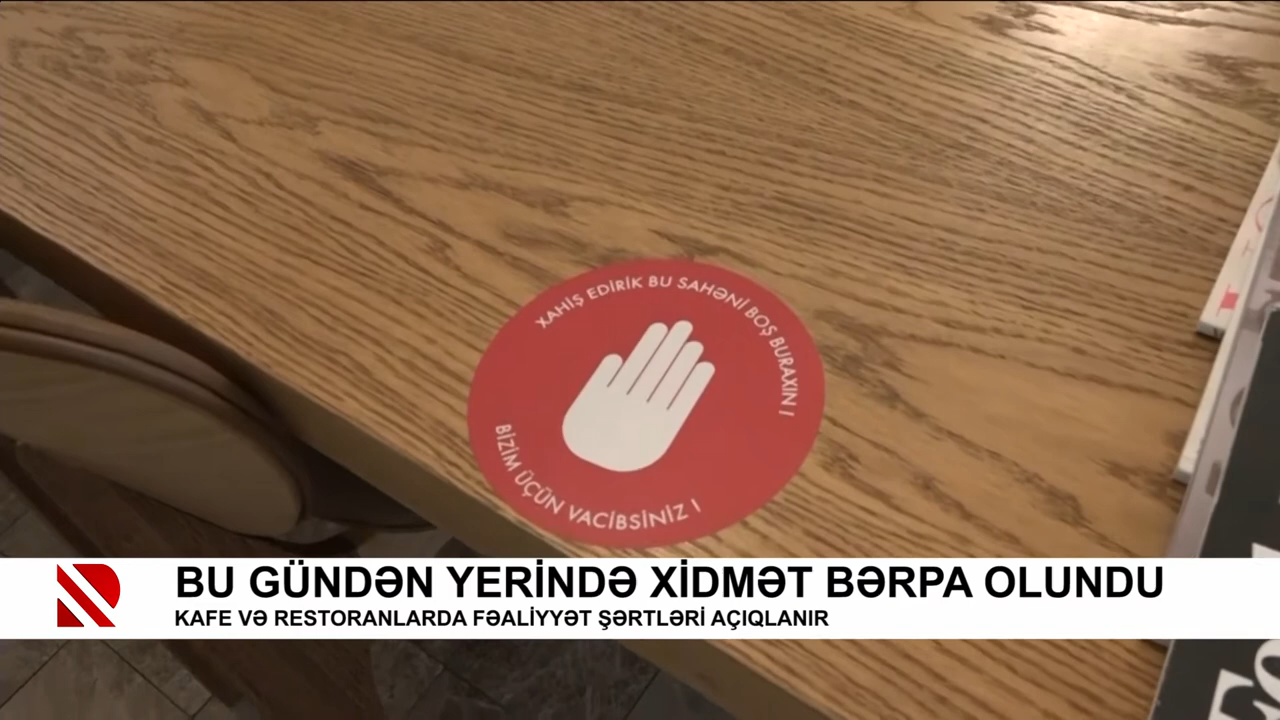 XAHİŞ EDİRİK BU SAHƏNİ BOŞ BURAXIN !
BİZİM ÜÇÜN VACİBSİNİZ !
BU GÜNDƏN YERİNDƏ XİDMƏT BƏRPA OLUNDU
KAFE VƏ RESTORANLARDA FƏALİYYƏT ŞƏRTLƏRİ AÇIQLANIR